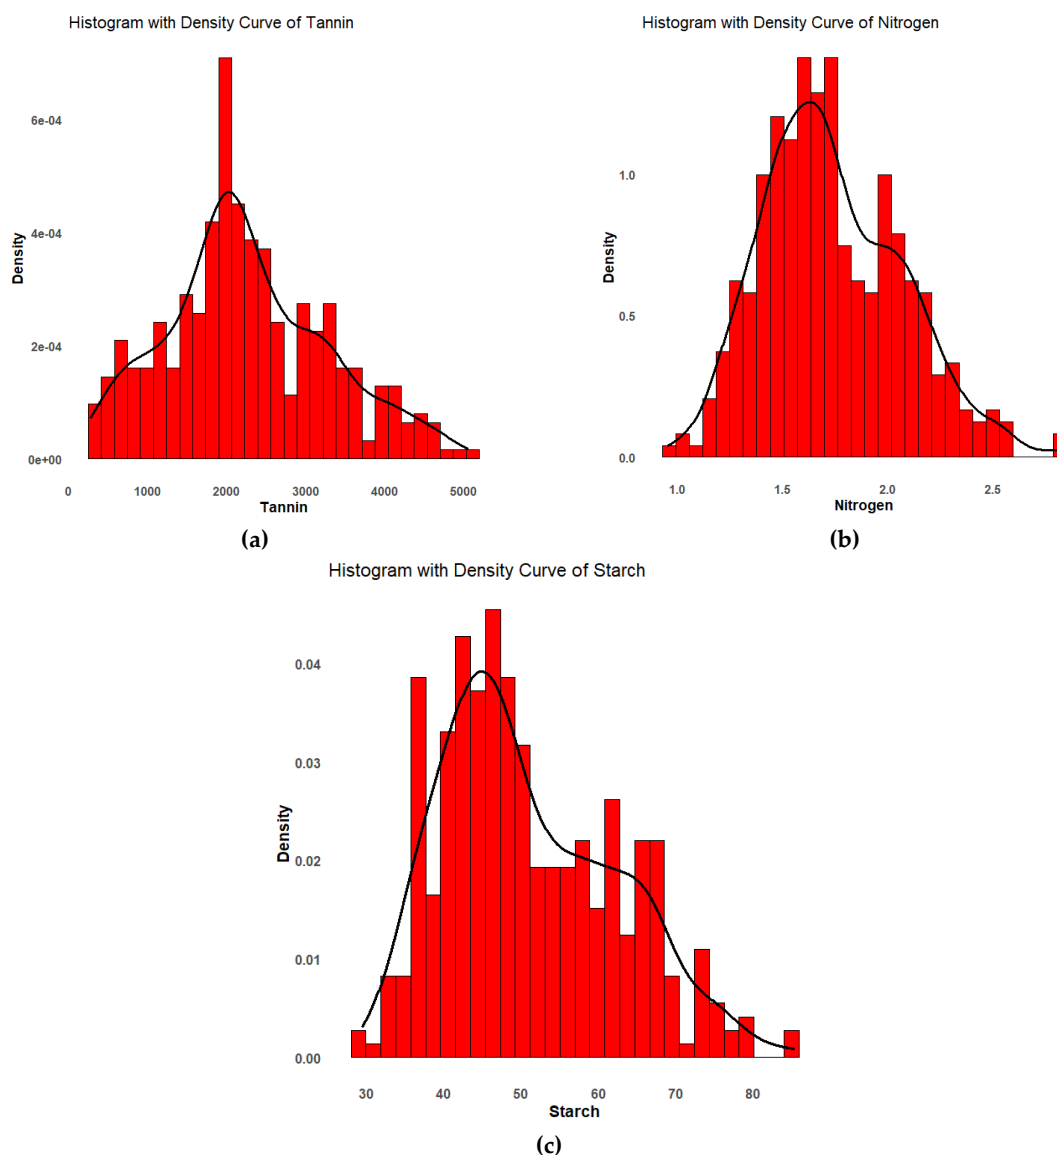 Histogram with Density Curve of Tannin
Density
6e-04
4e-04
2e-04
0e+00
0 1000 2000 3000 4000 5000
Tannin
(a)
Histogram with Density Curve of Nitrogen
Density
1.0
0.5
0.0
1.0 1.5 2.0 2.5
Nitrogen
(b)
Histogram with Density Curve of Starch
Density
0.04
0.03
0.02
0.01
0.00
30 40 50 60 70 80
Starch
(c)